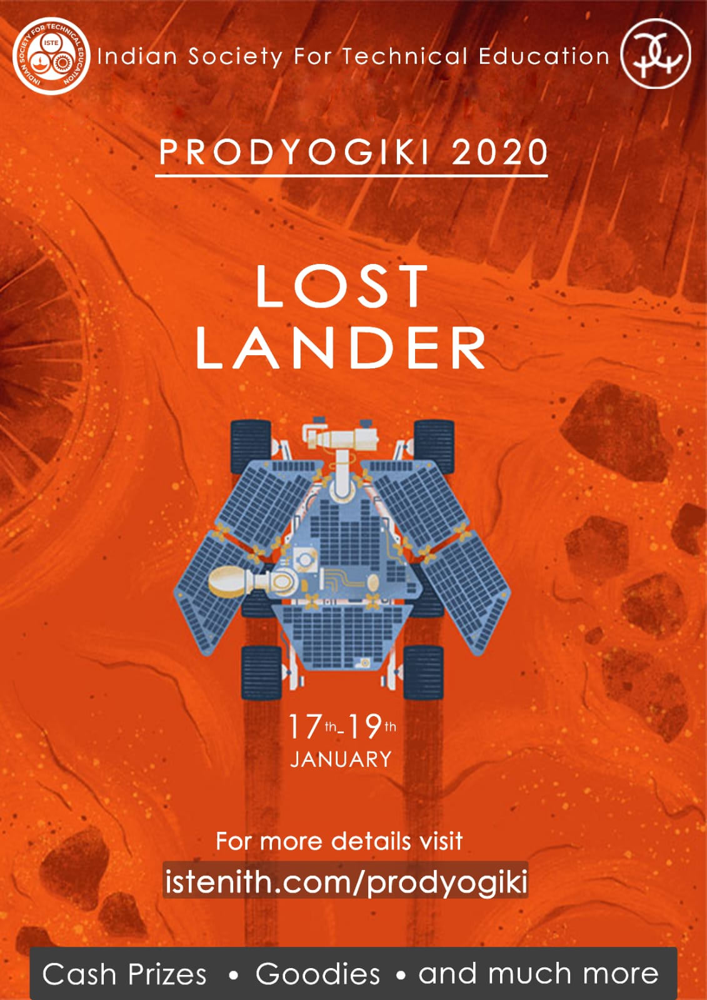 INDIAN SOCIETY FOR TECHNICAL EDUCATION
ISTE
Indian Society For Technical Education
PRODYOGIKI 2020
LOST
LANDER
17th-19th
JANUARY
For more details visit
istenith.com/prodyogiki
Cash Prizes • Goodies • and much more